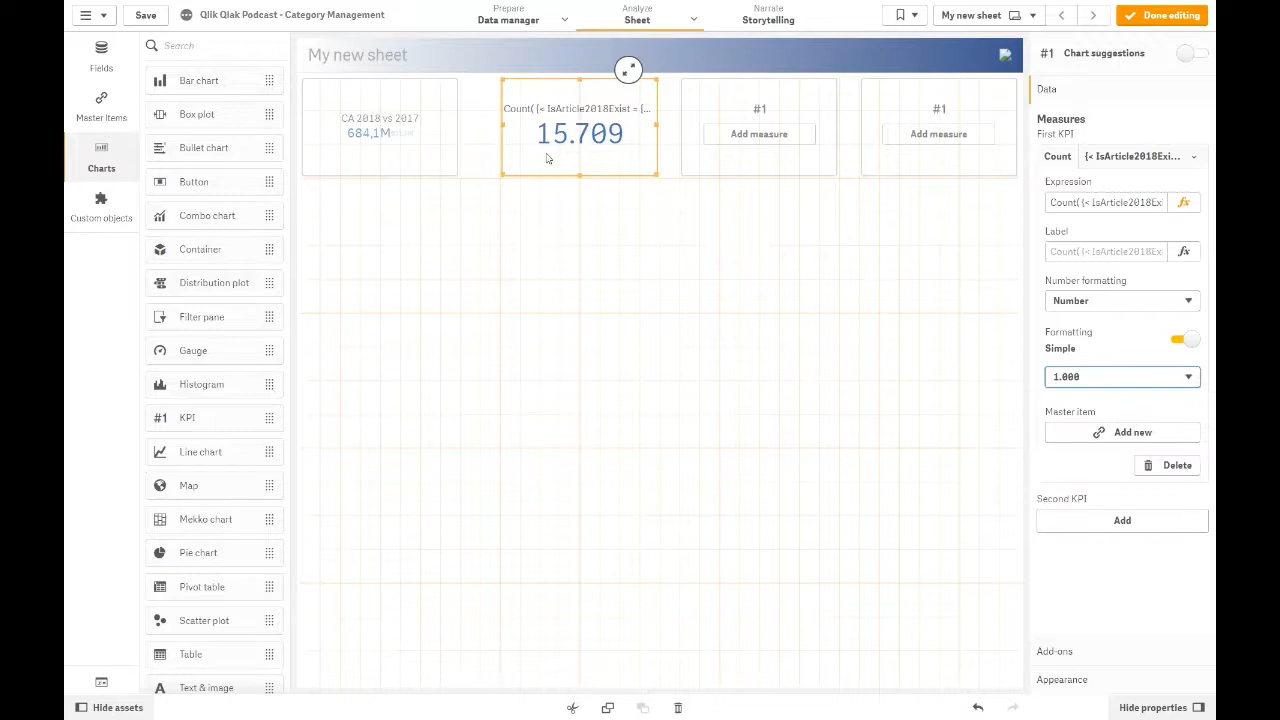 Save
Qlik Qlak Podcast - Category Management
Prepare
Data manager
Analyze
Sheet
Narrate
Storytelling
My new sheet
Done editing
Fields
Master items
Charts
Custom objects
Search
Bar chart
Box plot
Bullet chart
Button
Combo chart
Container
Distribution plot
Filter pane
Gauge
Histogram
#1 KPI
Line chart
Map
Mekko chart
Pie chart
Pivot table
Scatter plot
Table
A Text & image
My new sheet
CA 2018 vs 2017
684,1M
Count({< IsArticle2018Exist = {...
15.709
#1
Add measure
#1
Add measure
#1 Chart suggestions
Data
Measures
First KPI
Count {< IsArticle2018Exi...
Expression
Count({< IsArticle2018Ex
fx
Label
Count({< IsArticle2018Ex
fx
Number formatting
Number
Formatting
Simple
1.000
Master item
Add new
Delete
Second KPI
Add
Add-ons
Appearance
Hide assets
Hide properties